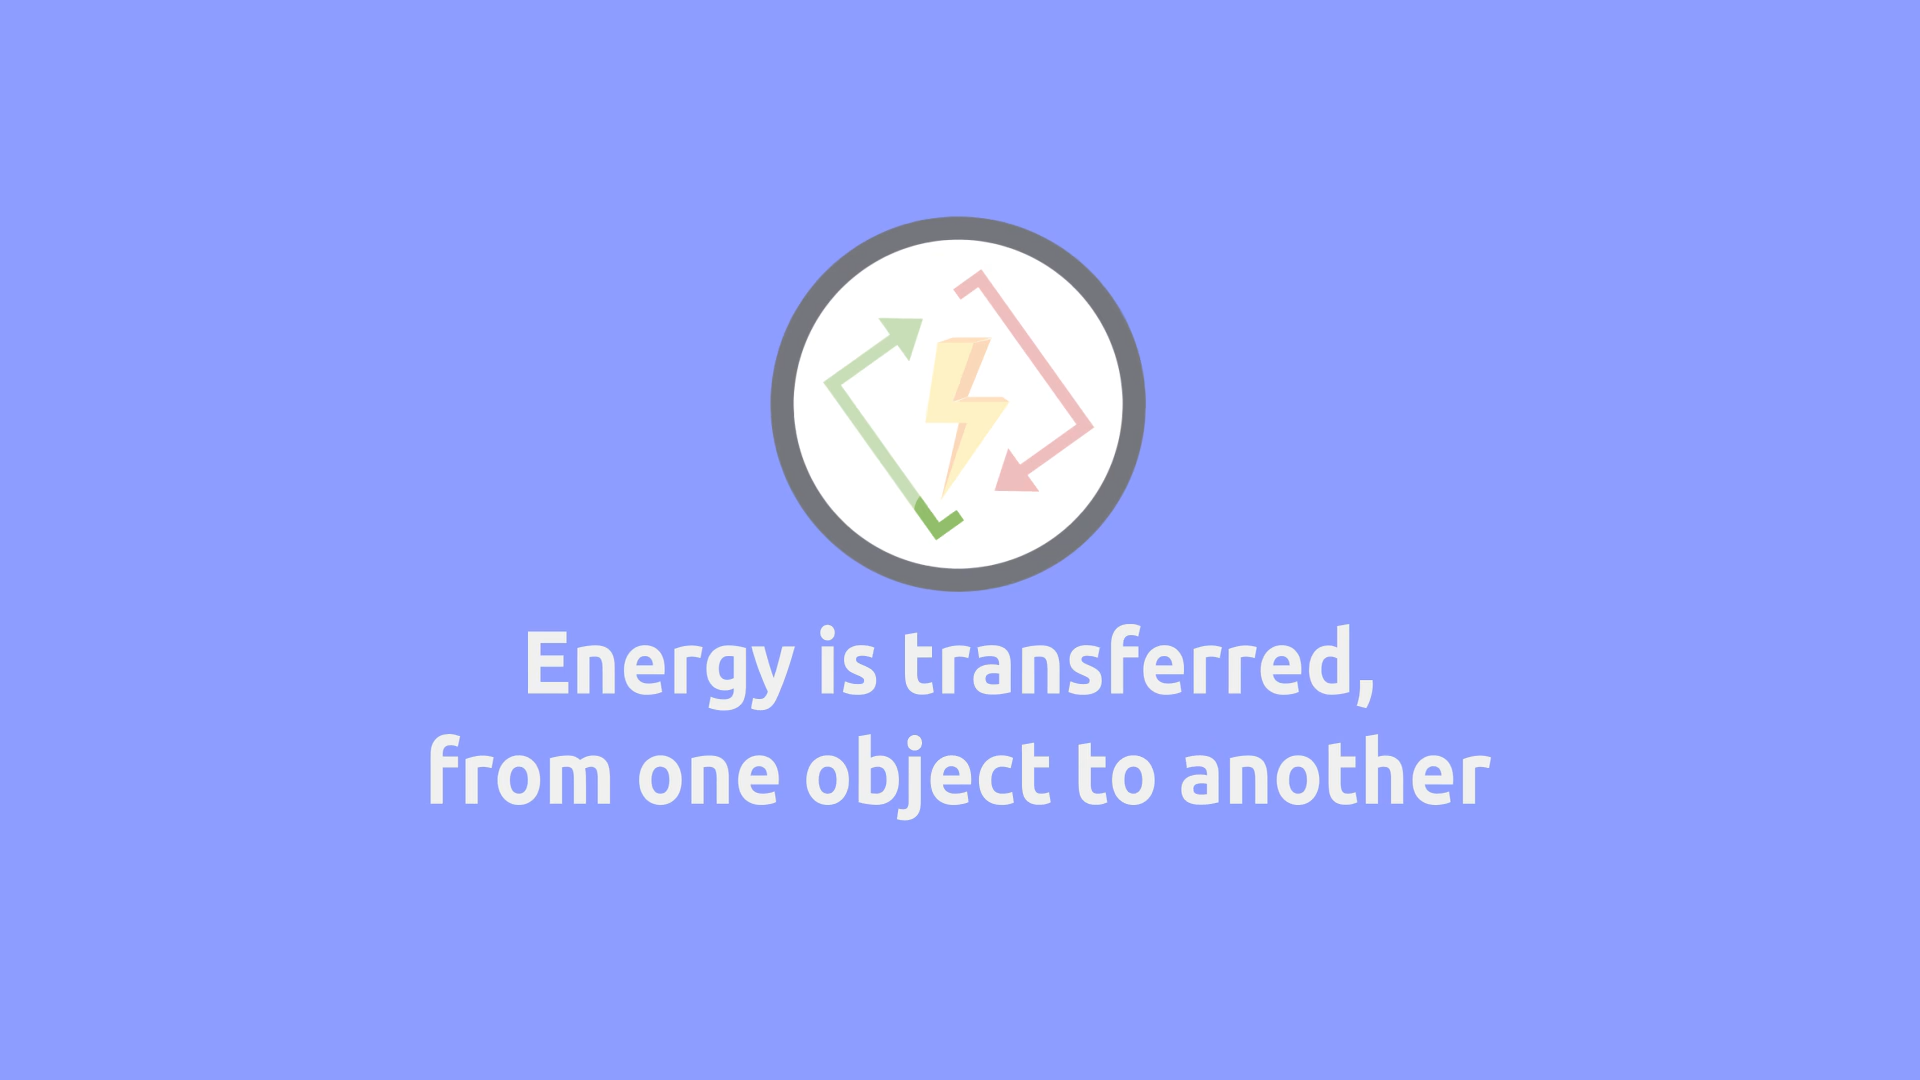 Energy is transferred,
from one object to another